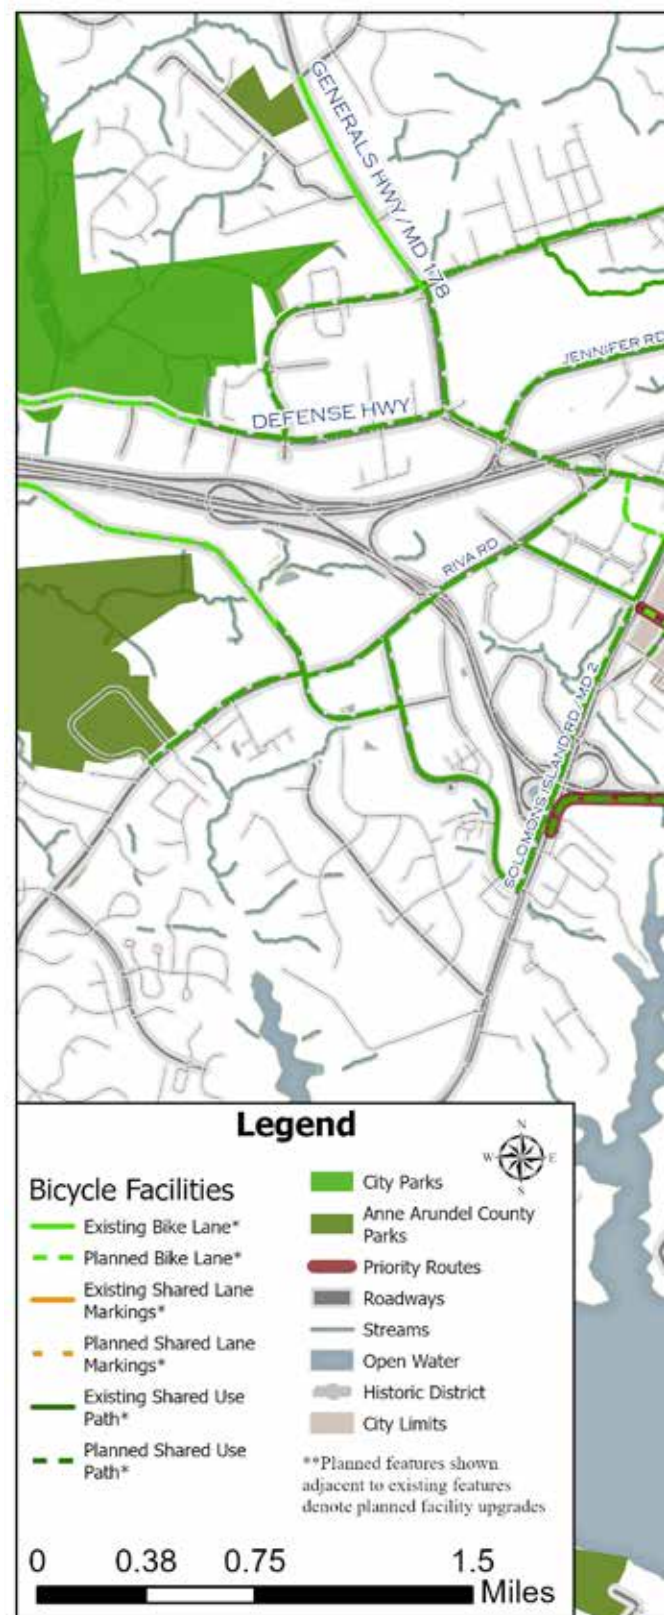 GENERALS HWY/MD 178
JENNIFER RD
DEFENSE HWY
RIVA RD
SOLOMONS ISLAND RD/MD 2
Legend
N
W
E
S
Bicycle Facilities
Existing Bike Lane*
Planned Bike Lane*
Existing Shared Lane
Markings*
Planned Shared Lane
Markings*
Existing Shared Use
Path*
Planned Shared Use
Path*
City Parks
Anne Arundel County
Parks
Priority Routes
Roadways
Streams
Open Water
Historic District
City Limits
**Planned features shown
adjacent to existing features
denote planned facility upgrades
0 0.38 0.75 1.5
Miles